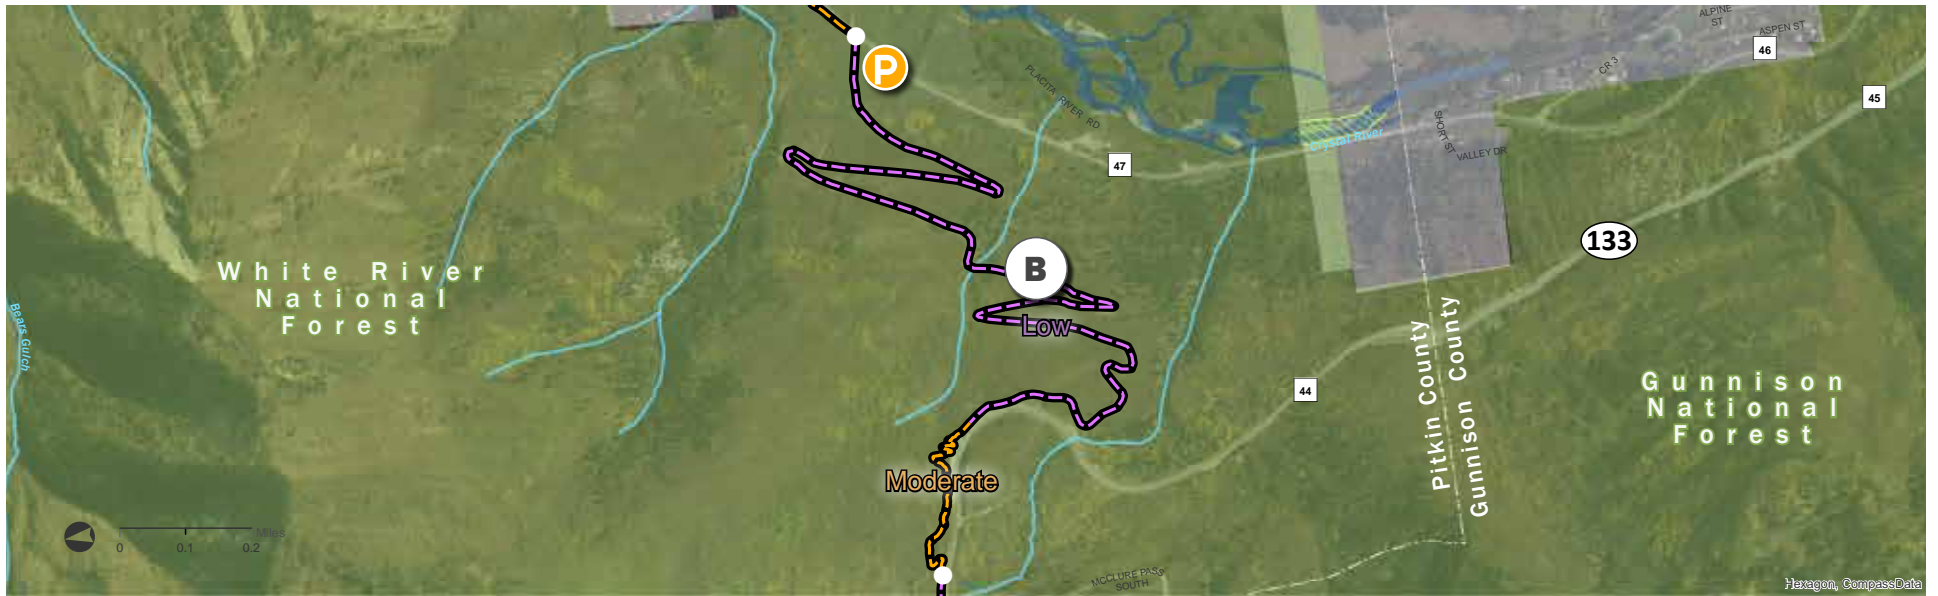 ALPINE
ST
ASPEN ST
46
P
CR 3
45
PLACITA RIVER RD
SHORT ST
Crystal River
VALLEY DR
47
133
B
White River
National
Forest
Bears Gulch
Low
Pitkin County
Gunnison County
44
Gunnison
National
Forest
Moderate
Miles
0
0.1
0.2
MCCLURE PASS
SOUTH
Hexagon, CompassData